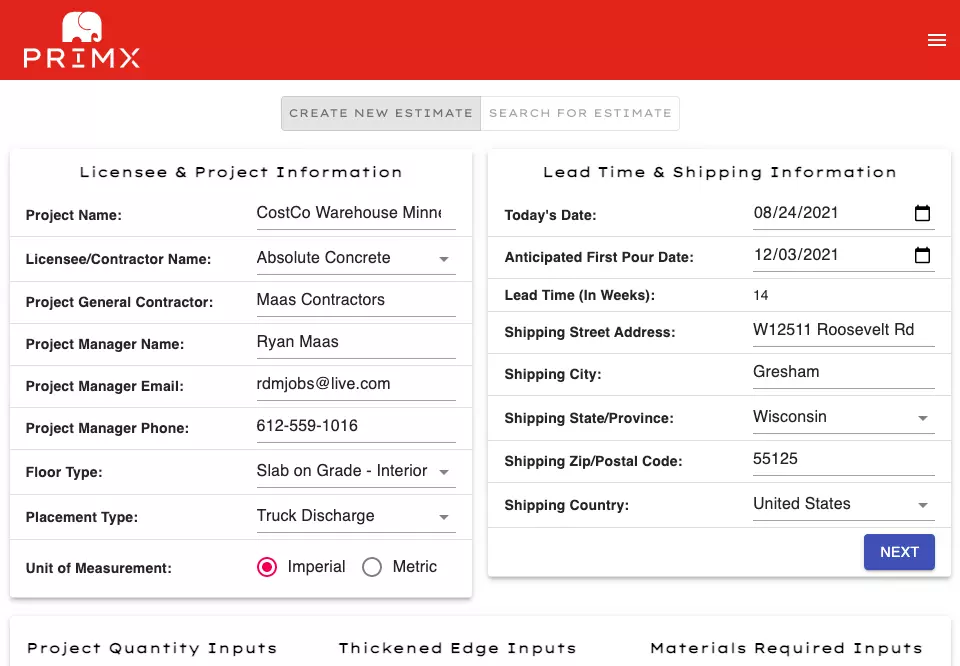 PRIMX
CREATE NEW ESTIMATE SEARCH FOR ESTIMATE
Licensee & Project Information
Project Name: CostCo Warehouse Minne
Licensee/Contractor Name: Absolute Concrete
Project General Contractor: Maas Contractors
Project Manager Name: Ryan Maas
Project Manager Email: rdmjobs@live.com
Project Manager Phone: 612-559-1016
Floor Type: Slab on Grade - Interior
Placement Type: Truck Discharge
Unit of Measurement: Imperial Metric
Lead Time & Shipping Information
Today's Date: 08/24/2021
Anticipated First Pour Date: 12/03/2021
Lead Time (In Weeks): 14
Shipping Street Address: W12511 Roosevelt Rd
Shipping City: Gresham
Shipping State/Province: Wisconsin
Shipping Zip/Postal Code: 55125
Shipping Country: United States
NEXT
Project Quantity Inputs
Thickened Edge Inputs
Materials Required Inputs